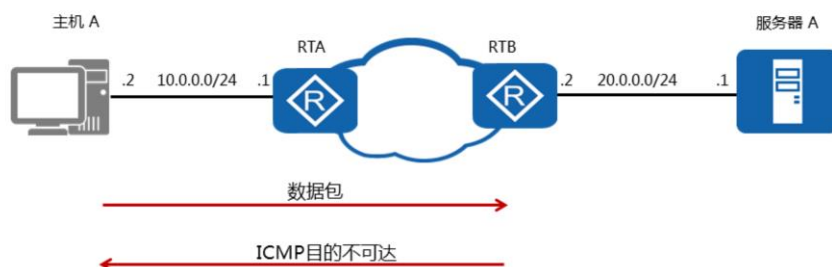 主机 A
服务器 A
RTA
RTB
.2 10.0.0.0/24 .1
.2 20.0.0.0/24 .1
R
R
数据包
ICMP目的不可达